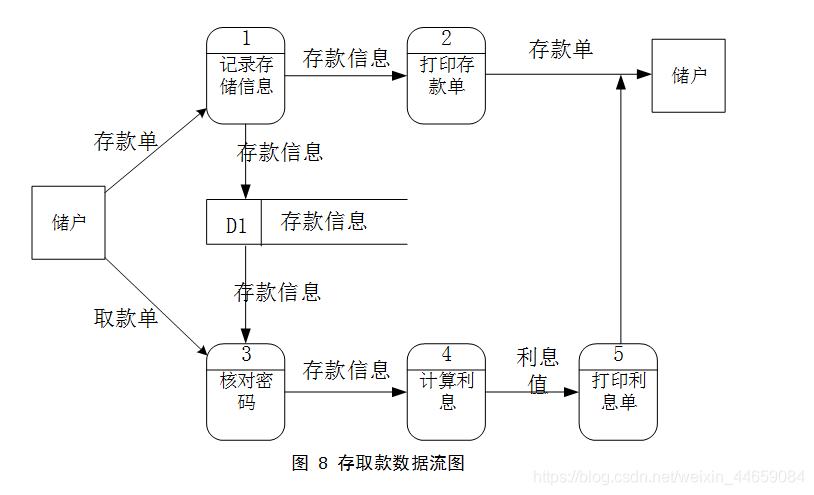 1
记录存
储信息
存款信息
2
打印存
款单
存款单
储户
存款单
存款信息
储户
D1
存款信息
存款信息
取款单
3
核对密
码
存款信息
4
计算利
息
利息
值
5
打印利
息单
图 8 存取款数据流图
https://blog.csdn.net/weixin_44659084